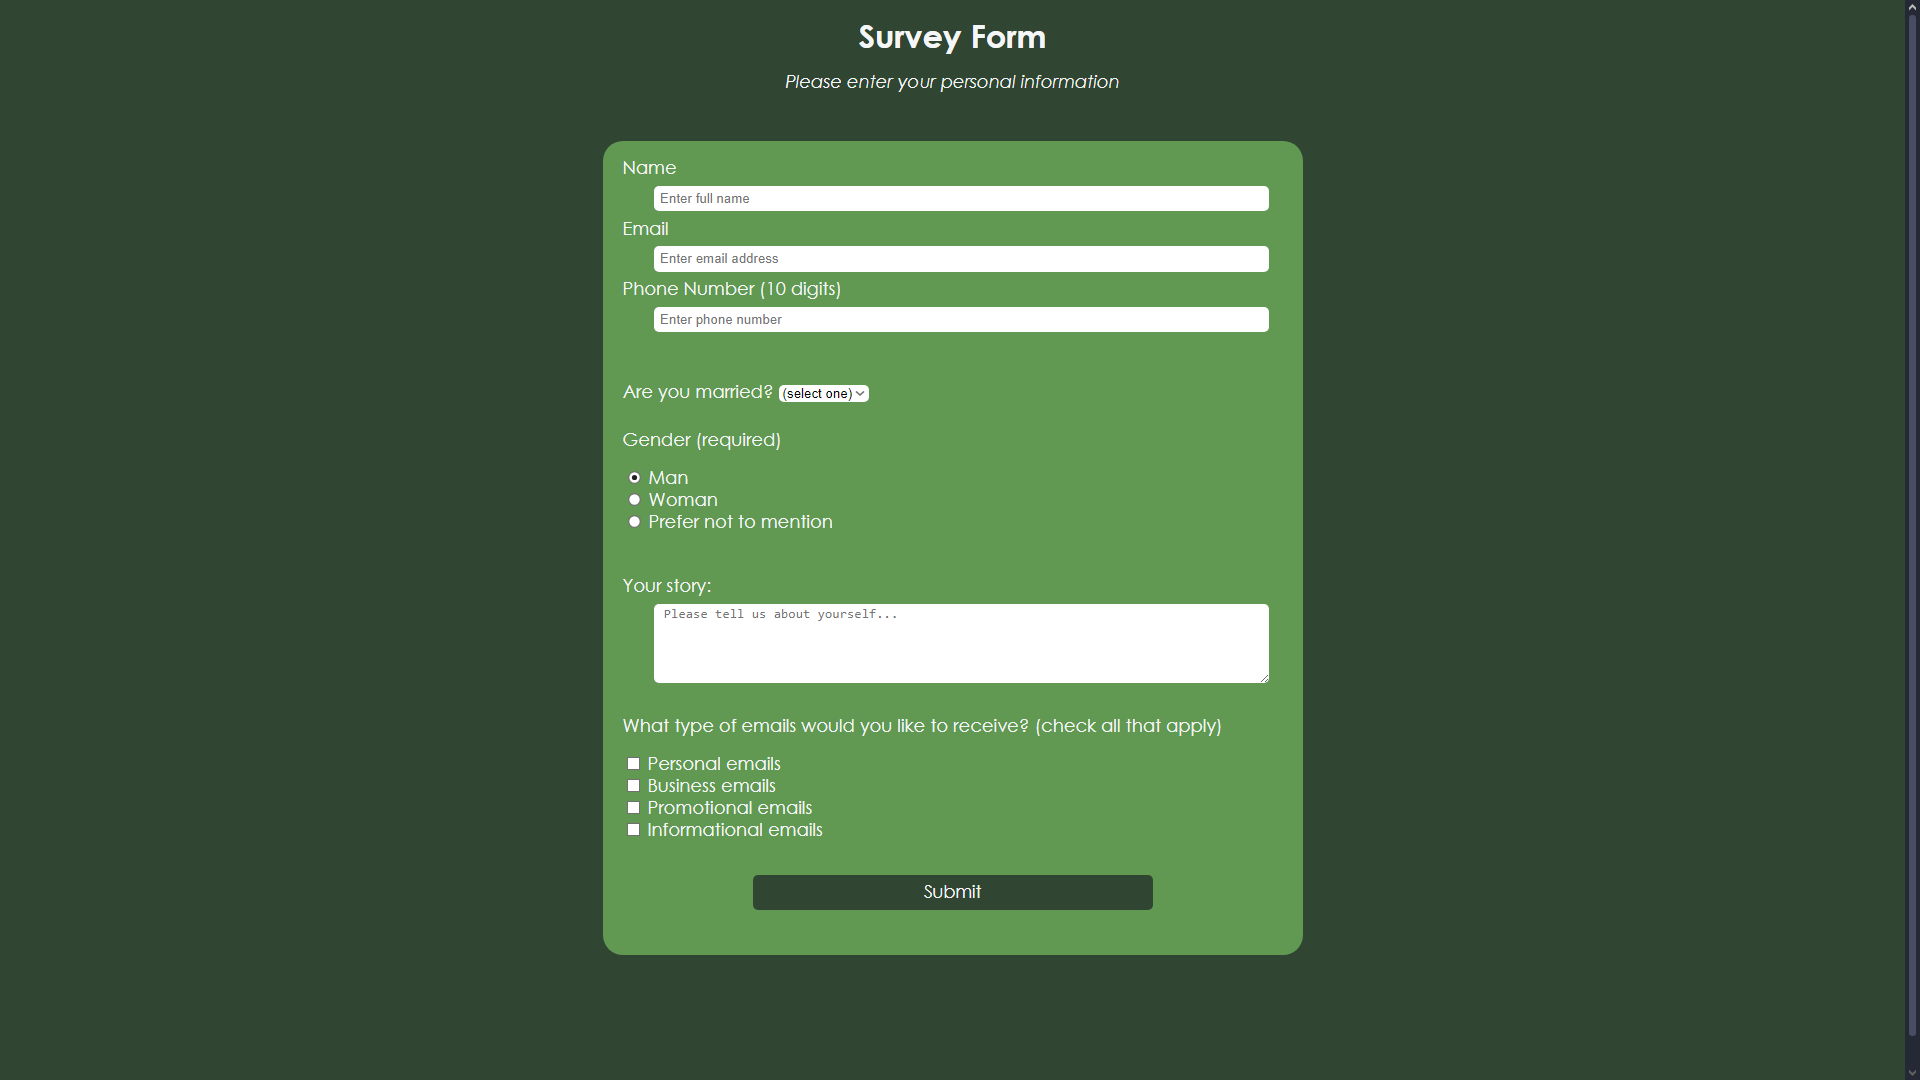 Survey Form
Please enter your personal information
Name
Enter full name
Email
Enter email address
Phone Number (10 digits)
Enter phone number
Are you married? (select one)
Gender (required)
Man
Woman
Prefer not to mention
Your story:
Please tell us about yourself...
What type of emails would you like to receive? (check all that apply)
Personal emails
Business emails
Promotional emails
Informational emails
Submit